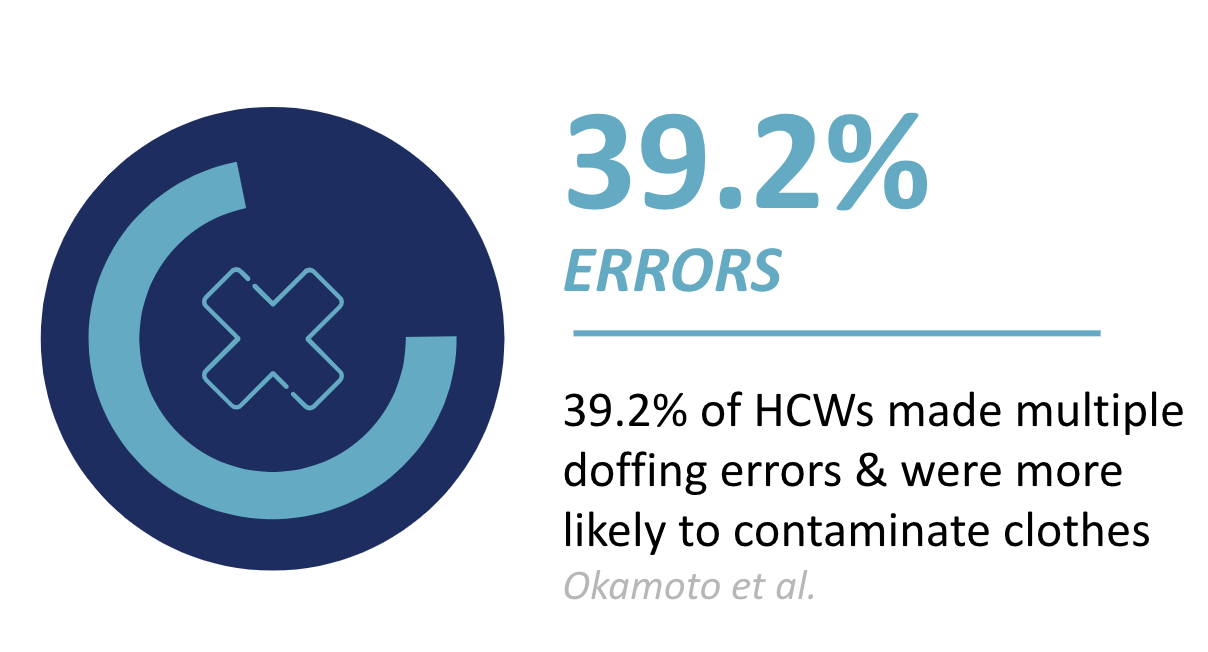 39.2%
ERRORS
39.2% of HCWs made multiple
doffing errors & were more
likely to contaminate clothes
Okamoto et al.